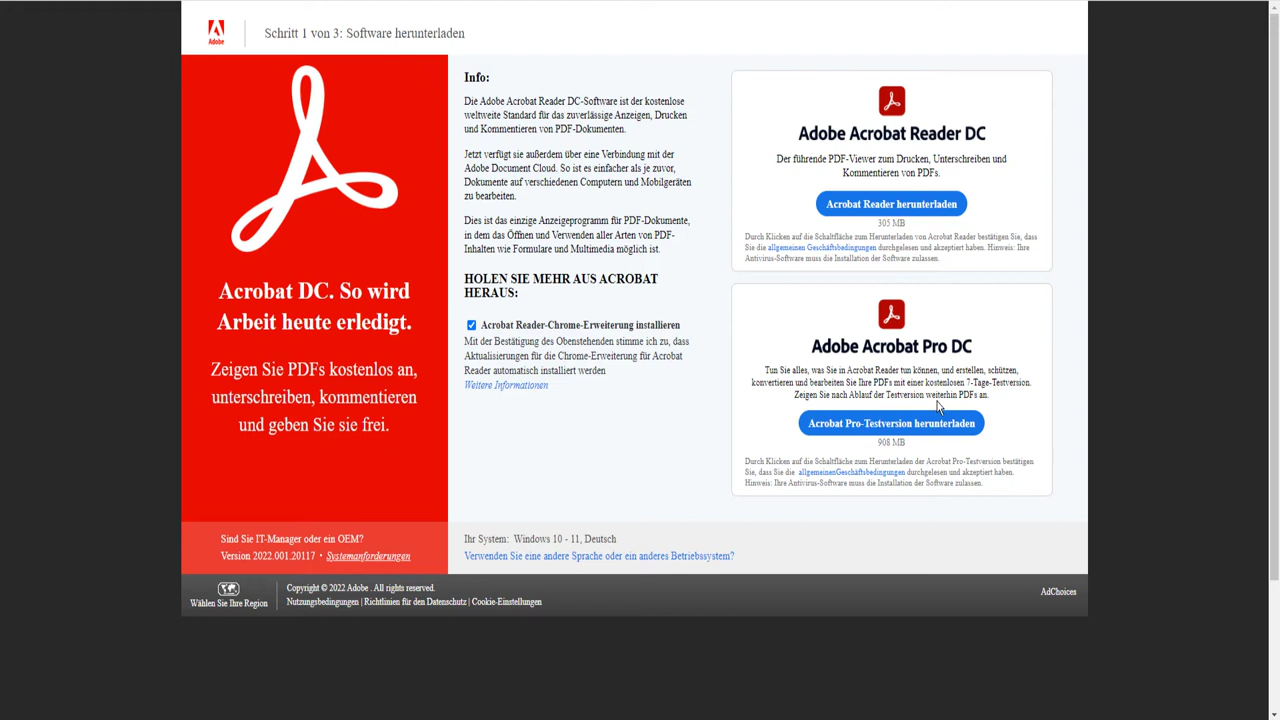 Adobe
Schritt 1 von 3: Software herunterladen
Acrobat DC. So wird
Arbeit heute erledigt.
Zeigen Sie PDFs kostenlos an,
unterschreiben, kommentieren
und geben Sie sie frei.
Info:
Die Adobe Acrobat Reader DC-Software ist der kostenlose
weltweite Standard für das zuverlässige Anzeigen, Drucken
und Kommentieren von PDF-Dokumenten.
Jetzt verfügt sie außerdem über eine Verbindung mit der
Adobe Document Cloud. So ist es einfacher als je zuvor,
Dokumente auf verschiedenen Computern und Mobilgeräten
zu bearbeiten.
Dies ist das einzige Anzeigeprogramm für PDF-Dokumente,
in dem das Öffnen und Verwenden aller Arten von PDF-
Inhalten wie Formulare und Multimedia möglich ist.
HOLEN SIE MEHR AUS ACROBAT
HERAUS:
Acrobat Reader-Chrome-Erweiterung installieren
Mit der Bestätigung des Obenstehenden stimme ich zu, dass
Aktualisierungen für die Chrome-Erweiterung für Acrobat
Reader automatisch installiert werden
Weitere Informationen
Adobe Acrobat Reader DC
Der führende PDF-Viewer zum Drucken, Unterschreiben und
Kommentieren von PDFs.
Acrobat Reader herunterladen
305 MB
Durch Klicken auf die Schaltfläche zum Herunterladen von Acrobat Reader bestätigen Sie, dass
Sie die allgemeinen Geschäftsbedingungen durchgelesen und akzeptiert haben. Hinweis: Ihre
Antivirus-Software muss die Installation der Software zulassen.
Adobe Acrobat Pro DC
Tun Sie alles, was Sie in Acrobat Reader tun können, und erstellen, schützen,
konvertieren und bearbeiten Sie Ihre PDFs mit einer kostenlosen 7-Tage-Testversion.
Zeigen Sie nach Ablauf der Testversion weiterhin PDFs an.
Acrobat Pro-Testversion herunterladen
908 MB
Durch Klicken auf die Schaltfläche zum Herunterladen der Acrobat Pro-Testversion bestätigen
Sie, dass Sie die allgemeinenGeschäftsbedingungen durchgelesen und akzeptiert haben.
Hinweis: Ihre Antivirus-Software muss die Installation der Software zulassen.
Sind Sie IT-Manager oder ein OEM?
Version 2022.001.20117 • Systemanforderungen
Ihr System: Windows 10 - 11, Deutsch
Verwenden Sie eine andere Sprache oder ein anderes Betriebssystem?
Wählen Sie Ihre Region
Copyright © 2022 Adobe . All rights reserved.
Nutzungsbedingungen | Richtlinien für den Datenschutz | Cookie-Einstellungen
AdChoices